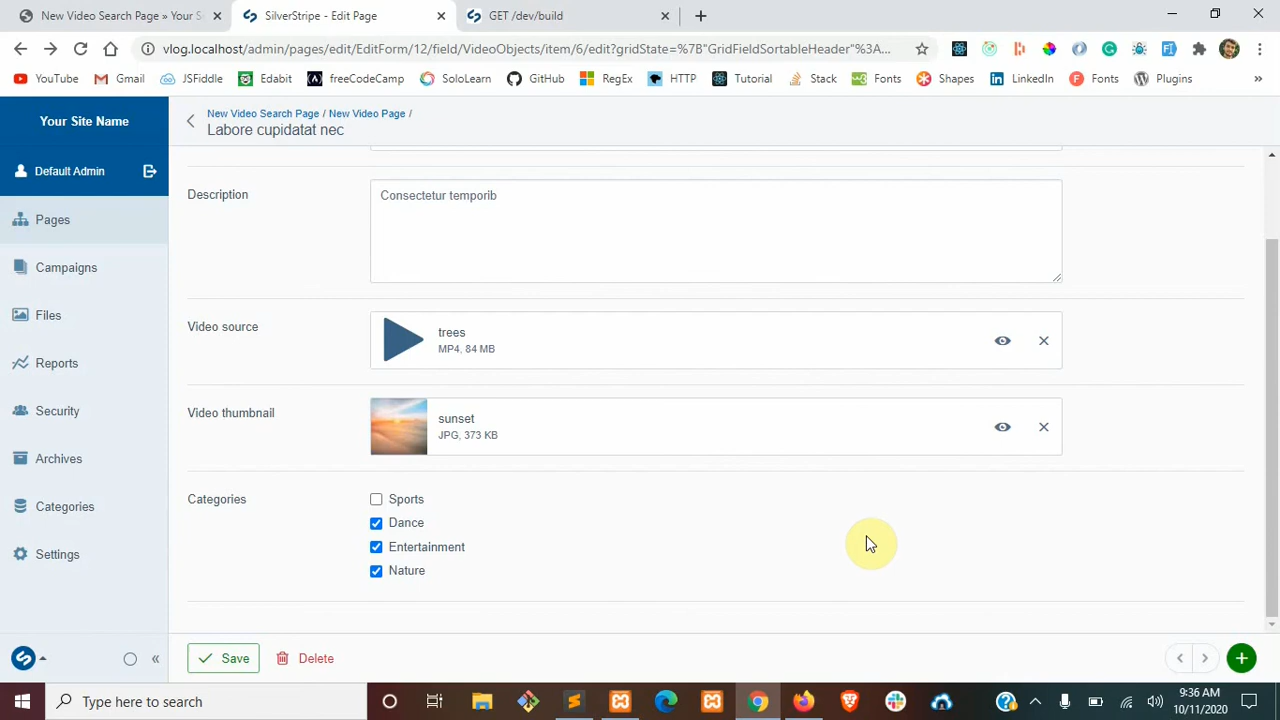 New Video Search Page » Your S
SilverStripe - Edit Page
GET /dev/build
vlog.localhost/admin/pages/edit/EditForm/12/field/VideoObjects/item/6/edit?gridState=%7B"GridFieldSortableHeader"%3A...
YouTube
Gmail
JSFiddle
Edabit
freeCodeCamp
SoloLearn
GitHub
RegEx
HTTP
Tutorial
Stack
Fonts
Shapes
LinkedIn
Fonts
Plugins
»
Your Site Name
New Video Search Page / New Video Page /
Labore cupidatat nec
Default Admin
Pages
Campaigns
Files
Reports
Security
Archives
Categories
Settings
Description
Consectetur temporib
Video source
trees
MP4, 84 MB
Video thumbnail
sunset
JPG, 373 KB
Categories
Sports
Dance
Entertainment
Nature
«
Save
Delete
Type here to search
9:36 AM
10/11/2020